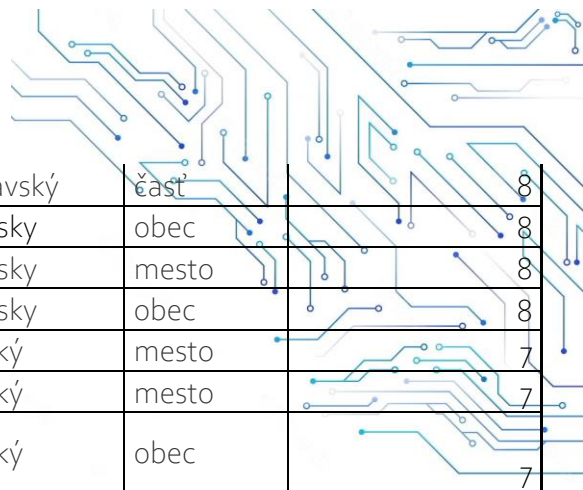 avský časť 8
sky obec 8
sky mesto 8
sky obec 8
ký mesto 7
ký mesto 7
ký obec 7